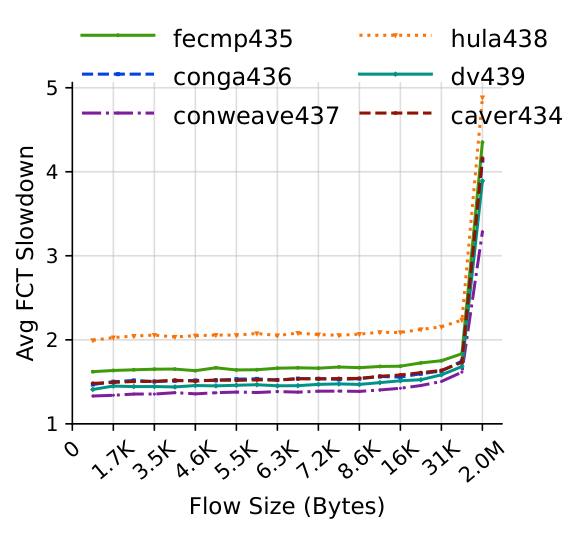 fecmp435 hula438
conga436 dv439
conweave437 caver434
5
4
3
2
1
Avg FCT Slowdown
0 1.7K 3.5K 4.6K 5.5K 6.3K 7.2K 8.6K 16K 31K 2.0M
Flow Size (Bytes)